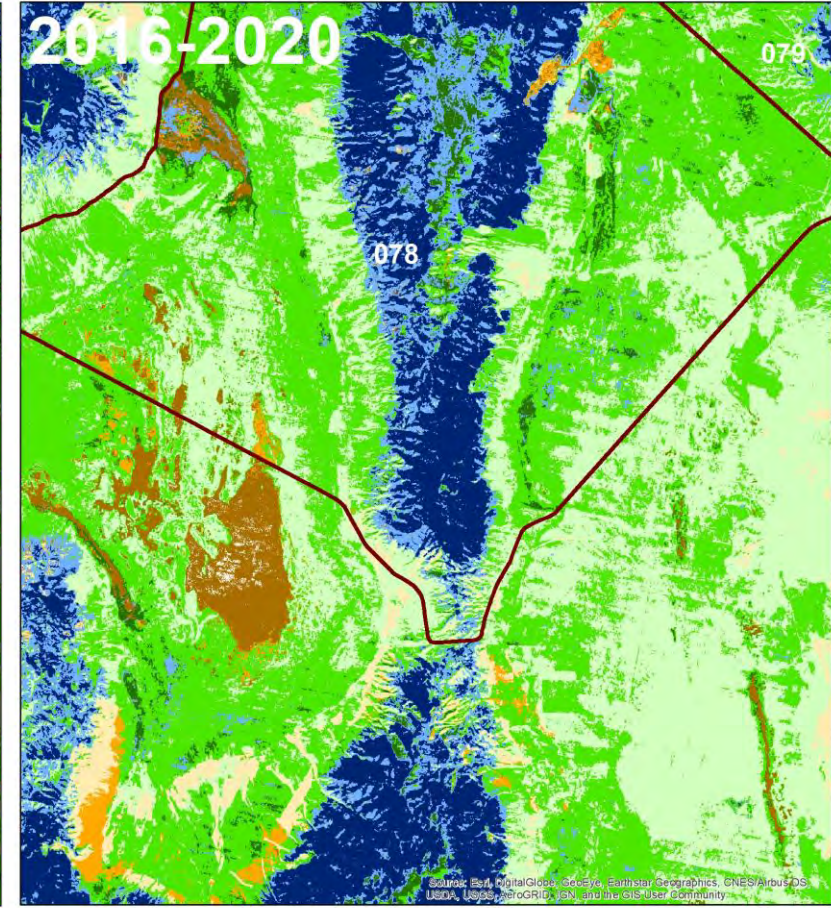 2016-2020
079
078
Source: Esri, DigitalGlobe, GeoEye, Earthstar Geographics, CNES/Airbus DS
USDA, USGS, AeroGRID, IGN, and the GIS User Community